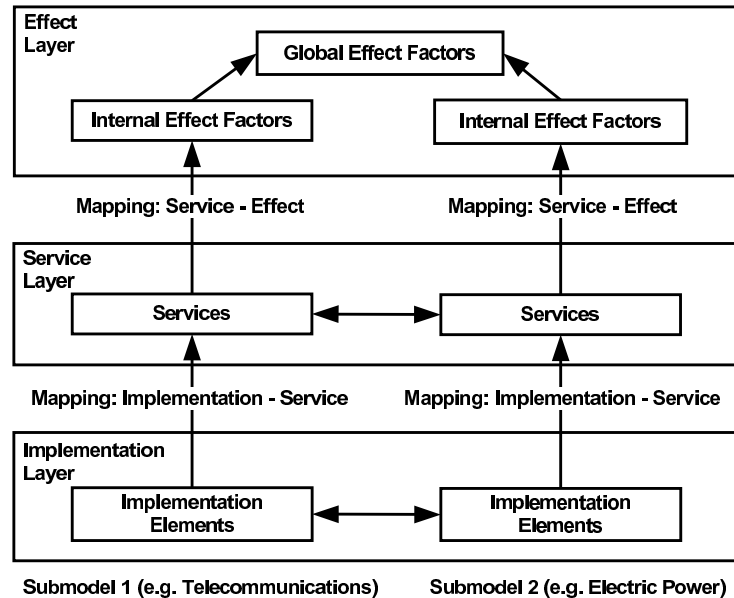 Effect
Layer
Global Effect Factors
Internal Effect Factors
Internal Effect Factors
Mapping: Service - Effect
Mapping: Service - Effect
Service
Layer
Services
Services
Mapping: Implementation - Service
Mapping: Implementation - Service
Implementation
Layer
Implementation
Elements
Implementation
Elements
Submodel 1 (e.g. Telecommunications)
Submodel 2 (e.g. Electric Power)